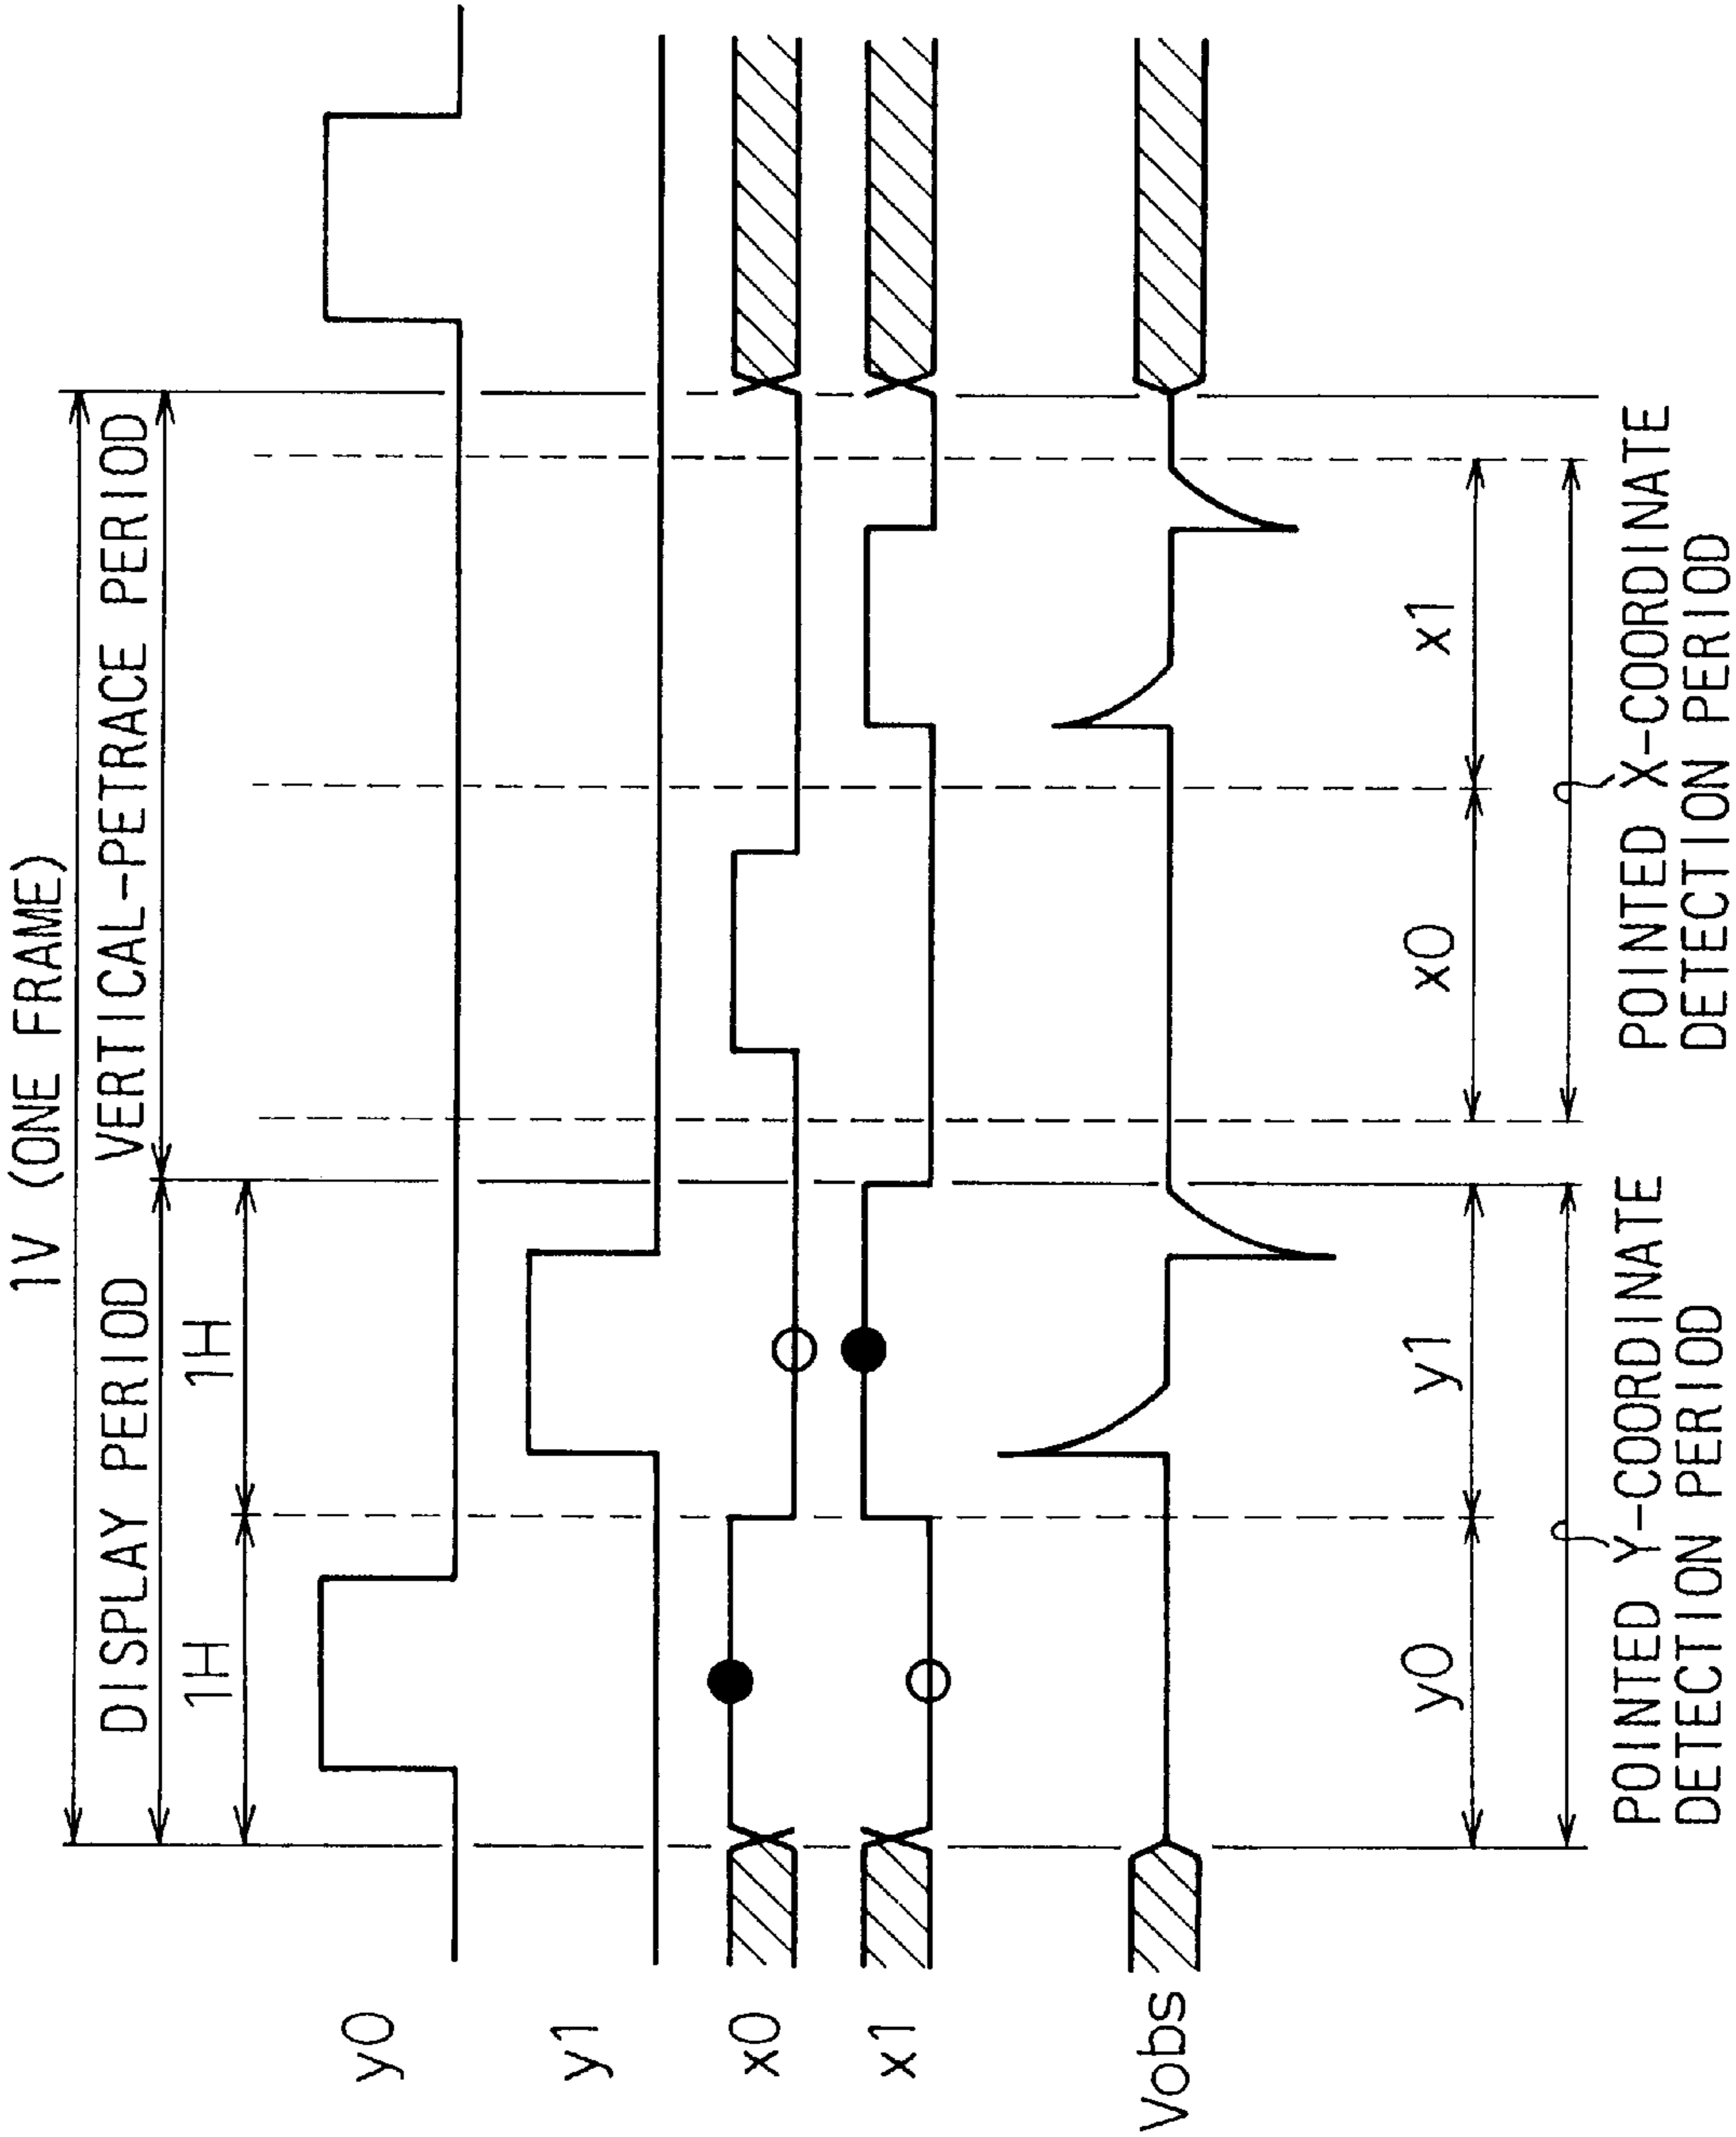 1V (ONE FRAME)
DISPLAY PERIOD
VERTICAL-PETRACE PERIOD
1H
1H
y0
y1
x0
x1
Vobs
y0
y1
x0
x1
POINTED Y-COORDINATE
DETECTION PERIOD
POINTED X-COORDINATE
DETECTION PERIOD